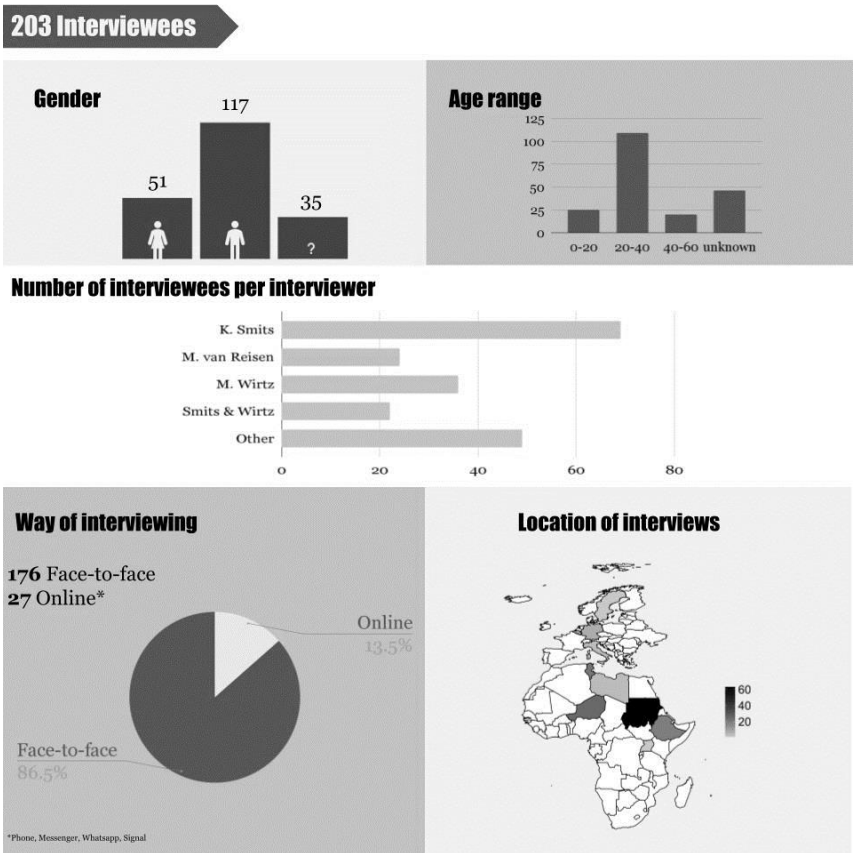 203 Interviewees
Gender
117
51
35
?
Age range
125
100
75
50
25
0
0-20 20-40 40-60 unknown
Number of interviewees per interviewer
K. Smits
M. van Reisen
M. Wirtz
Smits & Wirtz
Other
0 20 40 60 80
Way of interviewing
176 Face-to-face
27 Online*
Online
13.5%
Face-to-face
86.5%
*Phone, Messenger, Whatsapp, Signal
Location of interviews
60
40
20